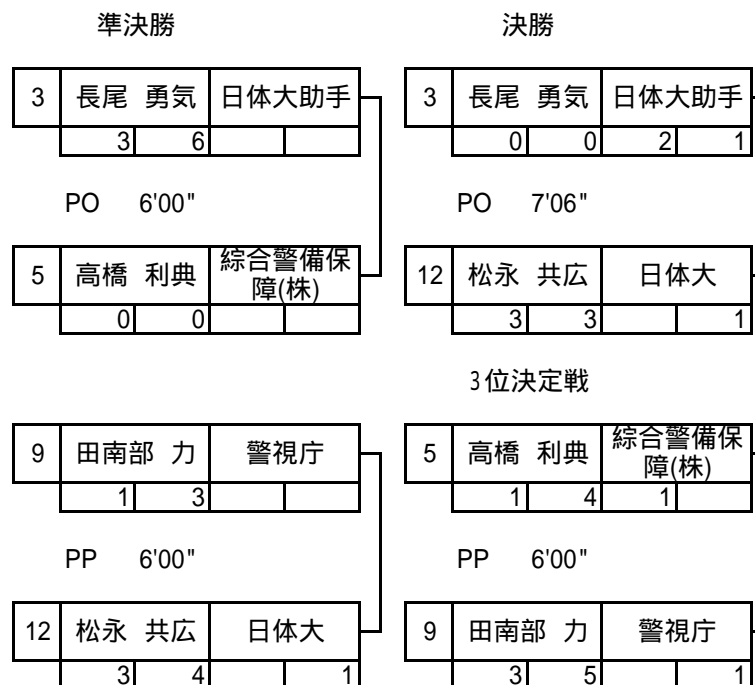 準決勝 決勝
3 長尾 勇気 日体大助手 3 長尾 勇気 日体大助手
3 6 0 0 2 1
PO 6'00" PO 7'06"
5 高橋 利典 綜合警備保障(株) 12 松永 共広 日体大
0 0 3 3 1
3位決定戦
9 田南部 力 警視庁 5 高橋 利典 綜合警備保障(株)
1 3 1 4 1
PP 6'00" PP 6'00"
12 松永 共広 日体大 9 田南部 力 警視庁
3 4 1 3 5 1